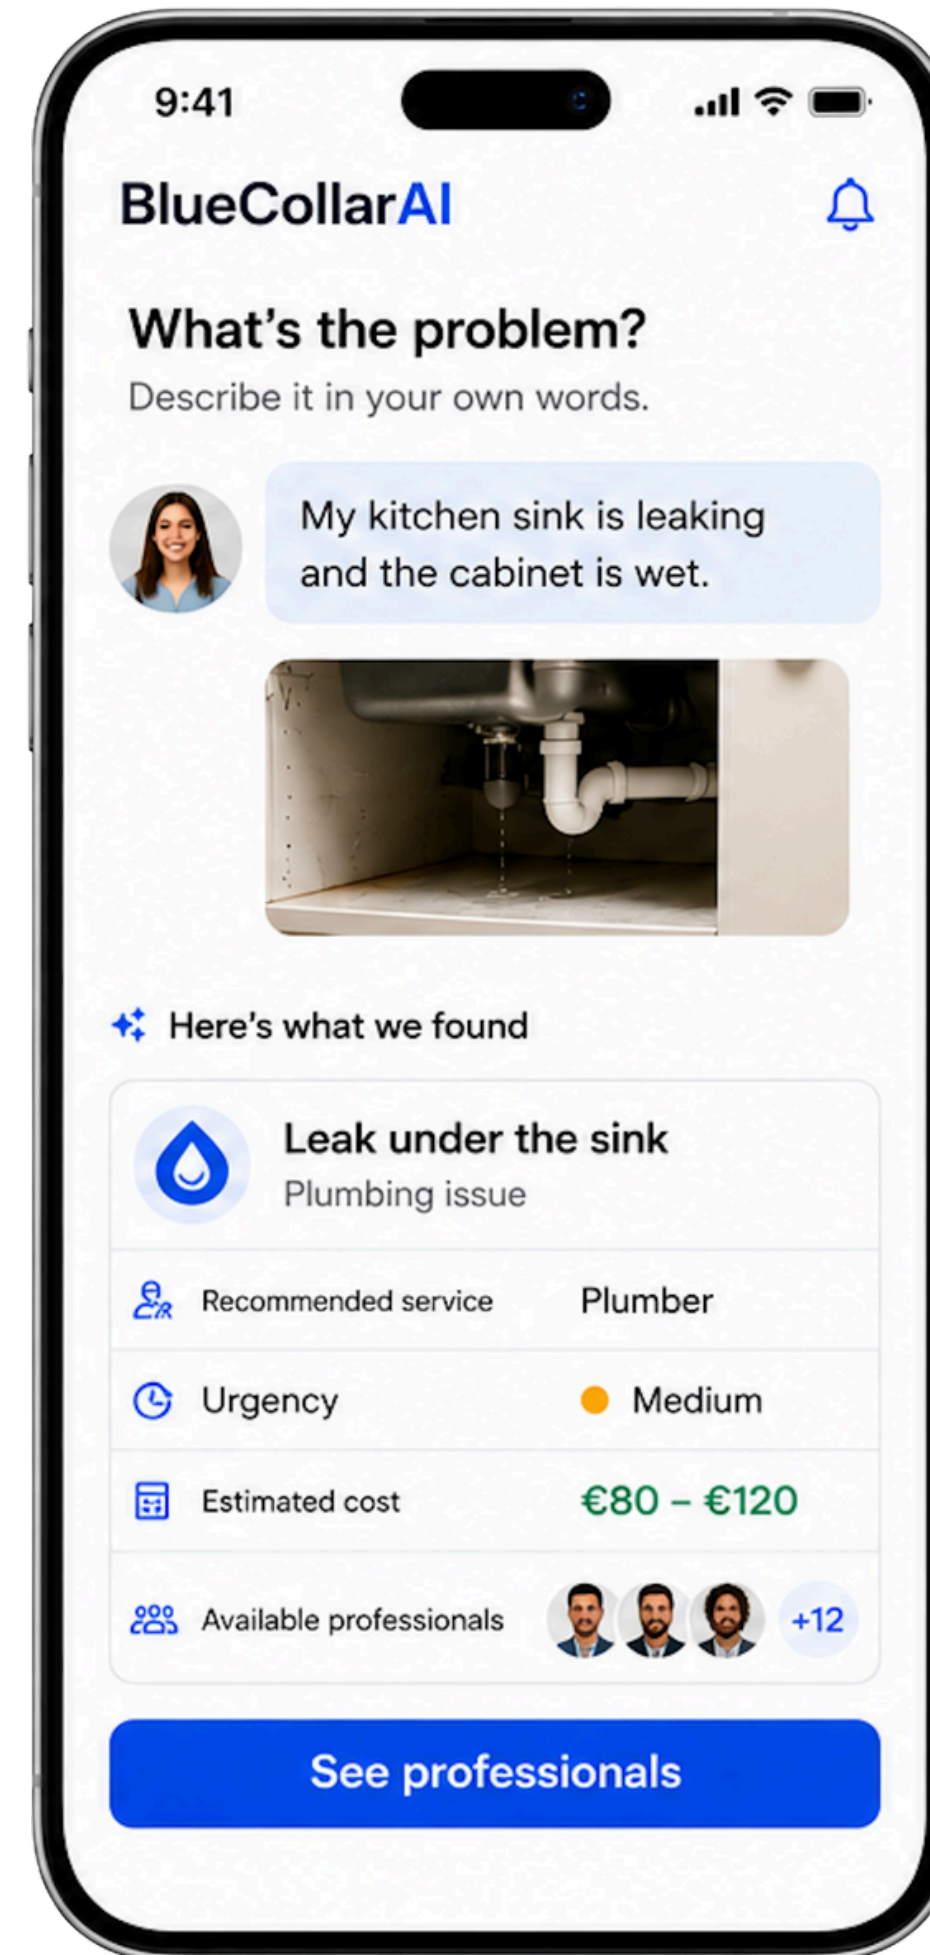 9:41
BlueCollarAI
What’s the problem?
Describe it in your own words.
My kitchen sink is leaking
and the cabinet is wet.
Here’s what we found
Leak under the sink
Plumbing issue
Recommended service Plumber
Urgency Medium
Estimated cost €80 – €120
Available professionals +12
See professionals